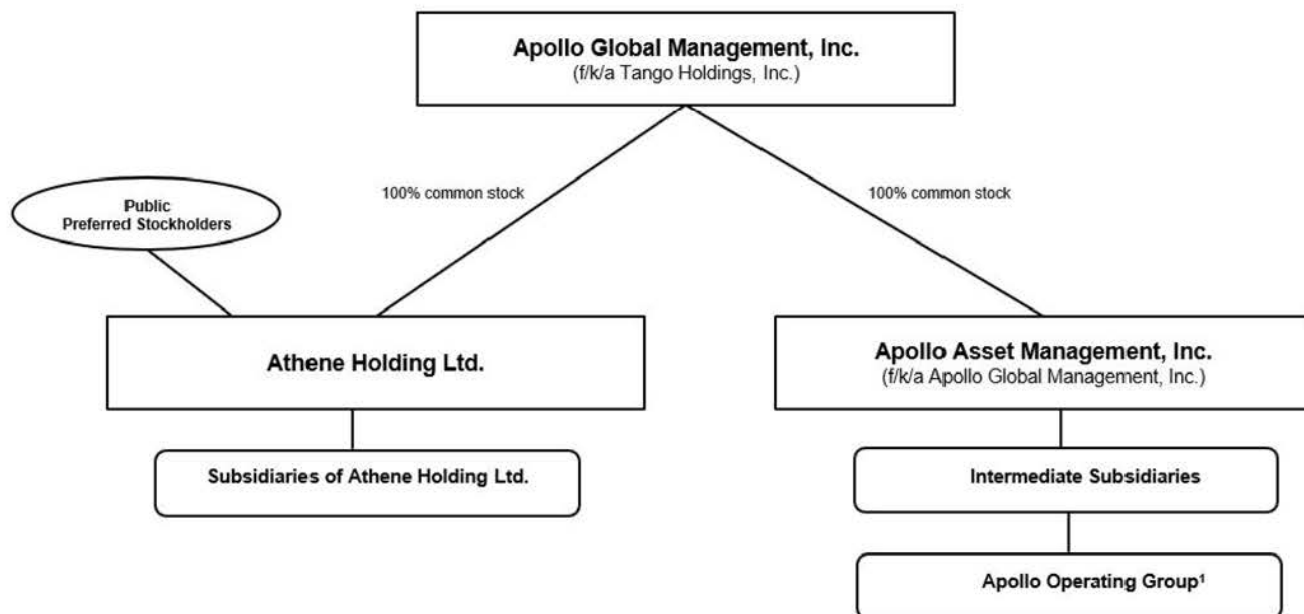 Apollo Global Management, Inc.
(f/k/a Tango Holdings, Inc.)
100% common stock
100% common stock
Public
Preferred Stockholders
Athene Holding Ltd.
Apollo Asset Management, Inc.
(f/k/a Apollo Global Management, Inc.)
Subsidiaries of Athene Holding Ltd.
Intermediate Subsidiaries
Apollo Operating Group¹